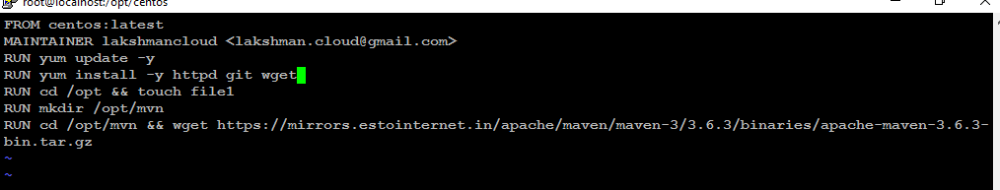 root@localhost:/opt/centos
FROM centos:latest
MAINTAINER lakshmancloud <lakshman.cloud@gmail.com>
RUN yum update -y
RUN yum install -y httpd git wget
RUN cd /opt && touch file1
RUN mkdir /opt/mvn
RUN cd /opt/mvn && wget https://mirrors.estointernet.in/apache/maven/maven-3/3.6.3/binaries/apache-maven-3.6.3-
bin.tar.gz
~
~